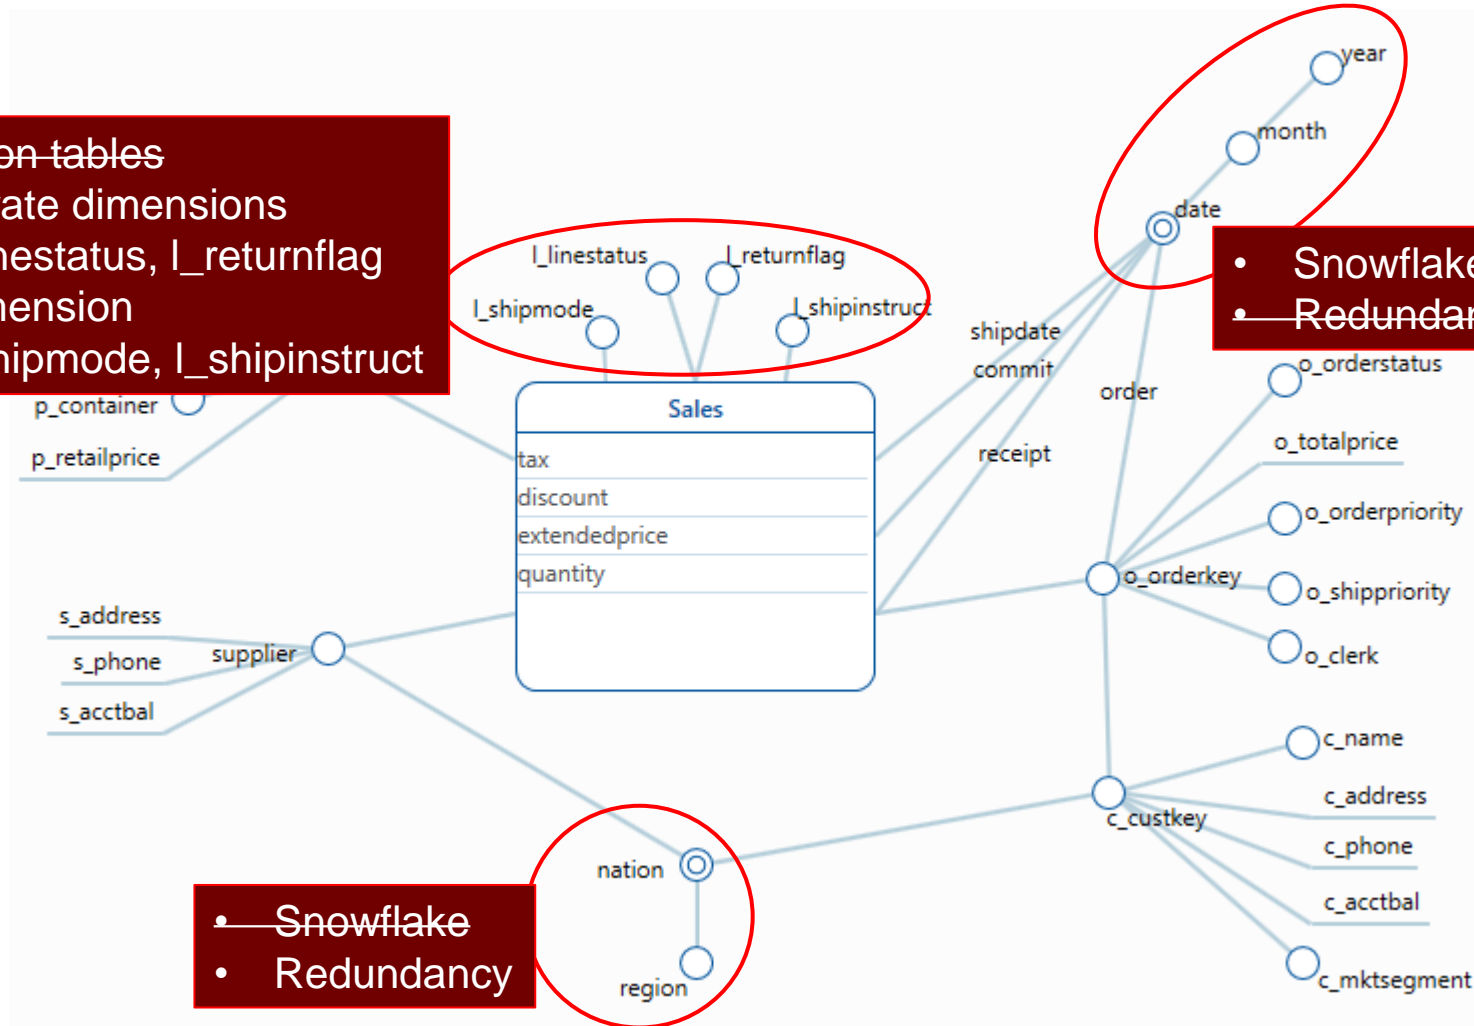 year
month
date
on tables
ate dimensions
nestatus, l_returnflag
nension
hipmode, l_shipinstruct
l_linestatus
l_returnflag
l_shipmode
l_shipinstruct
• Snowflake
• Redundan
shipdate
commit
order
receipt
p_container
p_retailprice
Sales
tax
discount
extendedprice
quantity
o_orderstatus
o_totalprice
o_orderpriority
o_orderkey
o_shippriority
o_clerk
s_address
s_phone
supplier
s_acctbal
c_name
c_address
c_custkey
c_phone
c_acctbal
c_mktsegment
nation
region
• Snowflake
• Redundancy